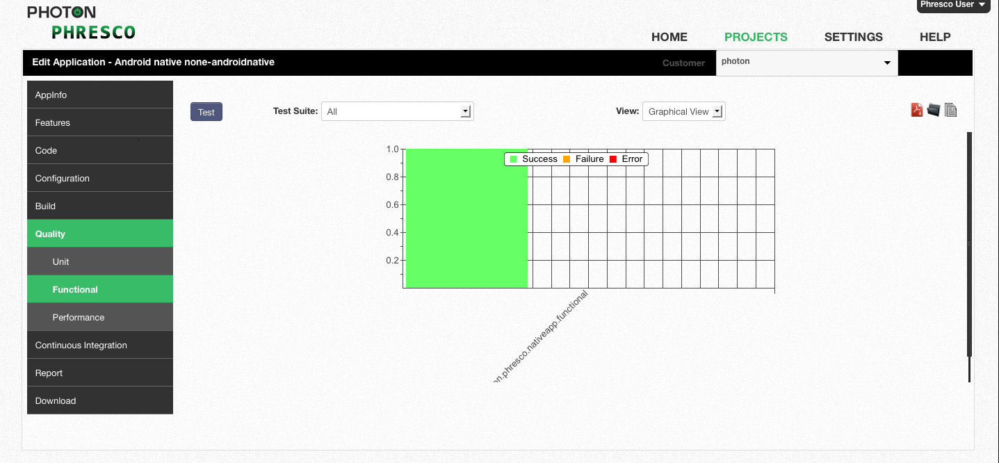 PHOTON
PHRESCO
Phresco User
HOME PROJECTS SETTINGS HELP
Edit Application - Android native none-androidnative
Customer photon
AppInfo
Features
Code
Configuration
Build
Quality
Unit
Functional
Performance
Continuous Integration
Report
Download
Test
Test Suite: All
View: Graphical View
Success Failure Error
1.0
0.8
0.6
0.4
0.2
on.phresco.nativeapp.functional